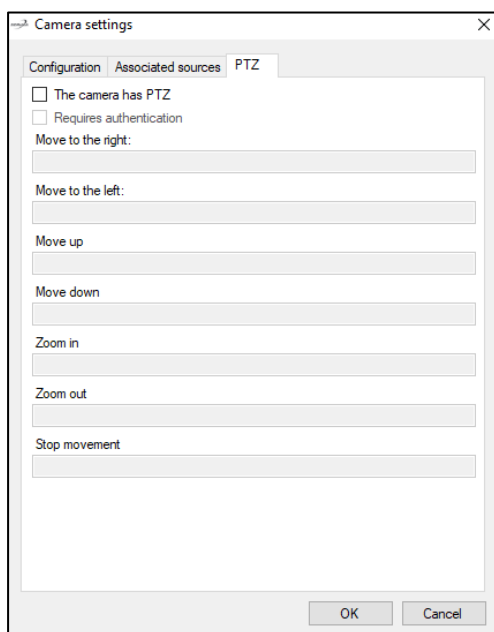 Camera settings
Configuration Associated sources PTZ
The camera has PTZ
Requires authentication
Move to the right:
Move to the left:
Move up
Move down
Zoom in
Zoom out
Stop movement
OK Cancel